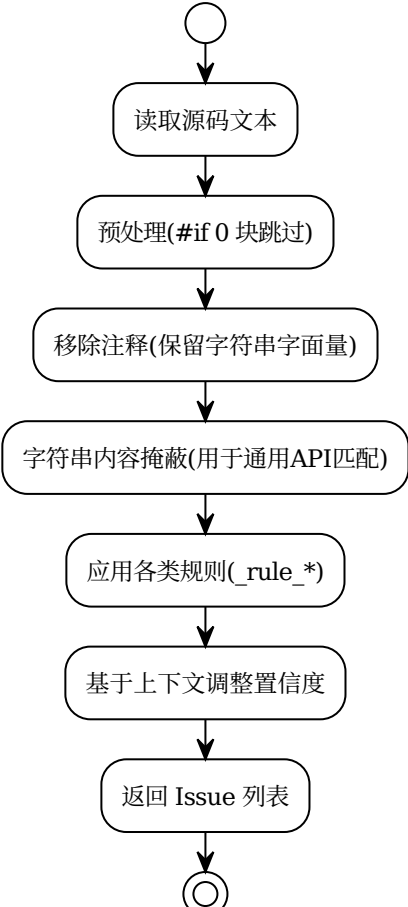 读取源码文本
预处理(#if 0 块跳过)
移除注释(保留字符串字面量)
字符串内容掩蔽(用于通用API匹配)
应用各类规则(_rule_*)
基于上下文调整置信度
返回 Issue 列表